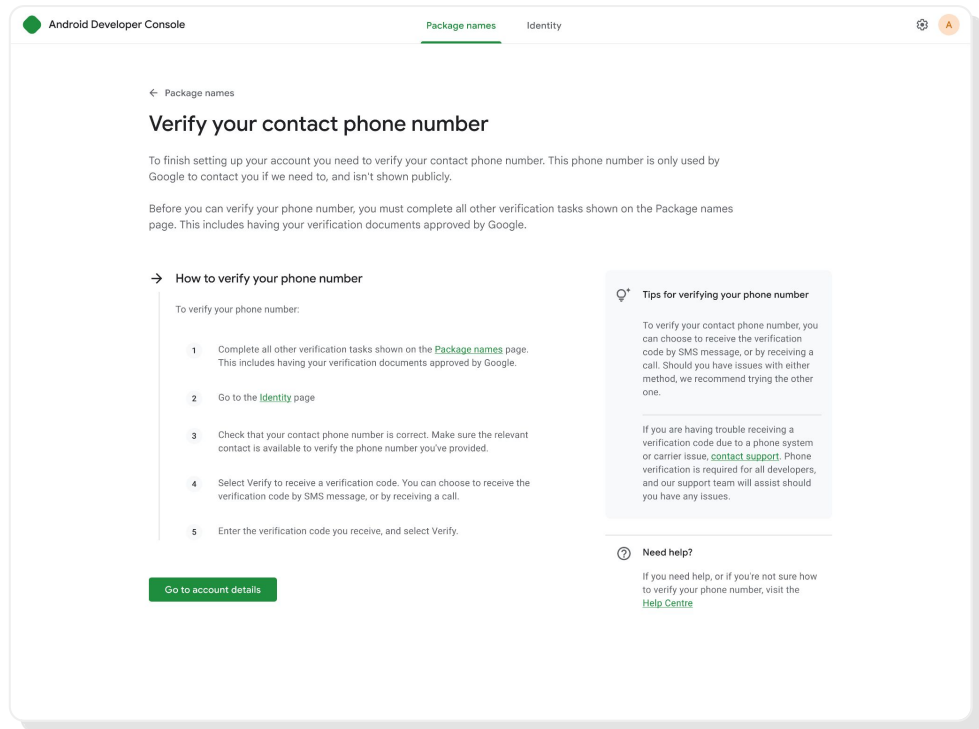 Android Developer Console
Package names
Identity
A
Package names
Verify your contact phone number
To finish setting up your account you need to verify your contact phone number. This phone number is only used by
Google to contact you if we need to, and isn't shown publicly.
Before you can verify your phone number, you must complete all other verification tasks shown on the Package names
page. This includes having your verification documents approved by Google.
How to verify your phone number
To verify your phone number:
1 Complete all other verification tasks shown on the Package names page.
This includes having your verification documents approved by Google.
2 Go to the Identity page
3 Check that your contact phone number is correct. Make sure the relevant
contact is available to verify the phone number you've provided.
4 Select Verify to receive a verification code. You can choose to receive the
verification code by SMS message, or by receiving a call.
5 Enter the verification code you receive, and select Verify.
Go to account details
Tips for verifying your phone number
To verify your contact phone number, you
can choose to receive the verification
code by SMS message, or by receiving a
call. Should you have issues with either
method, we recommend trying the other
one.
If you are having trouble receiving a
verification code due to a phone system
or carrier issue, contact support. Phone
verification is required for all developers,
and our support team will assist should
you have any issues.
Need help?
If you need help, or if you're not sure how
to verify your phone number, visit the
Help Centre